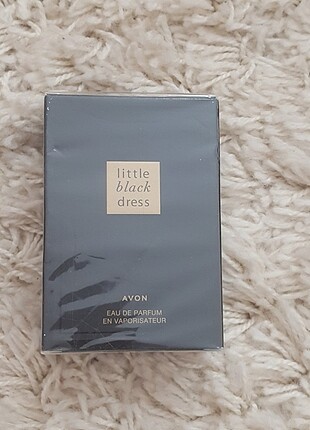 little
black
dress
AVON
EAU DE PARFUM
EN VAPORISATEUR